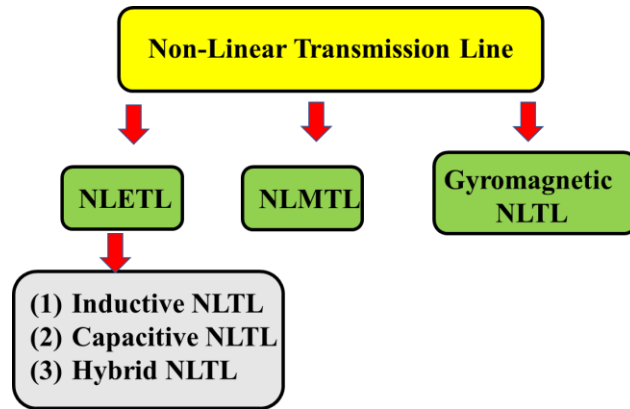 Non-Linear Transmission Line
NLETL
NLMTL
Gyromagnetic
NLTL
(1) Inductive NLTL
(2) Capacitive NLTL
(3) Hybrid NLTL